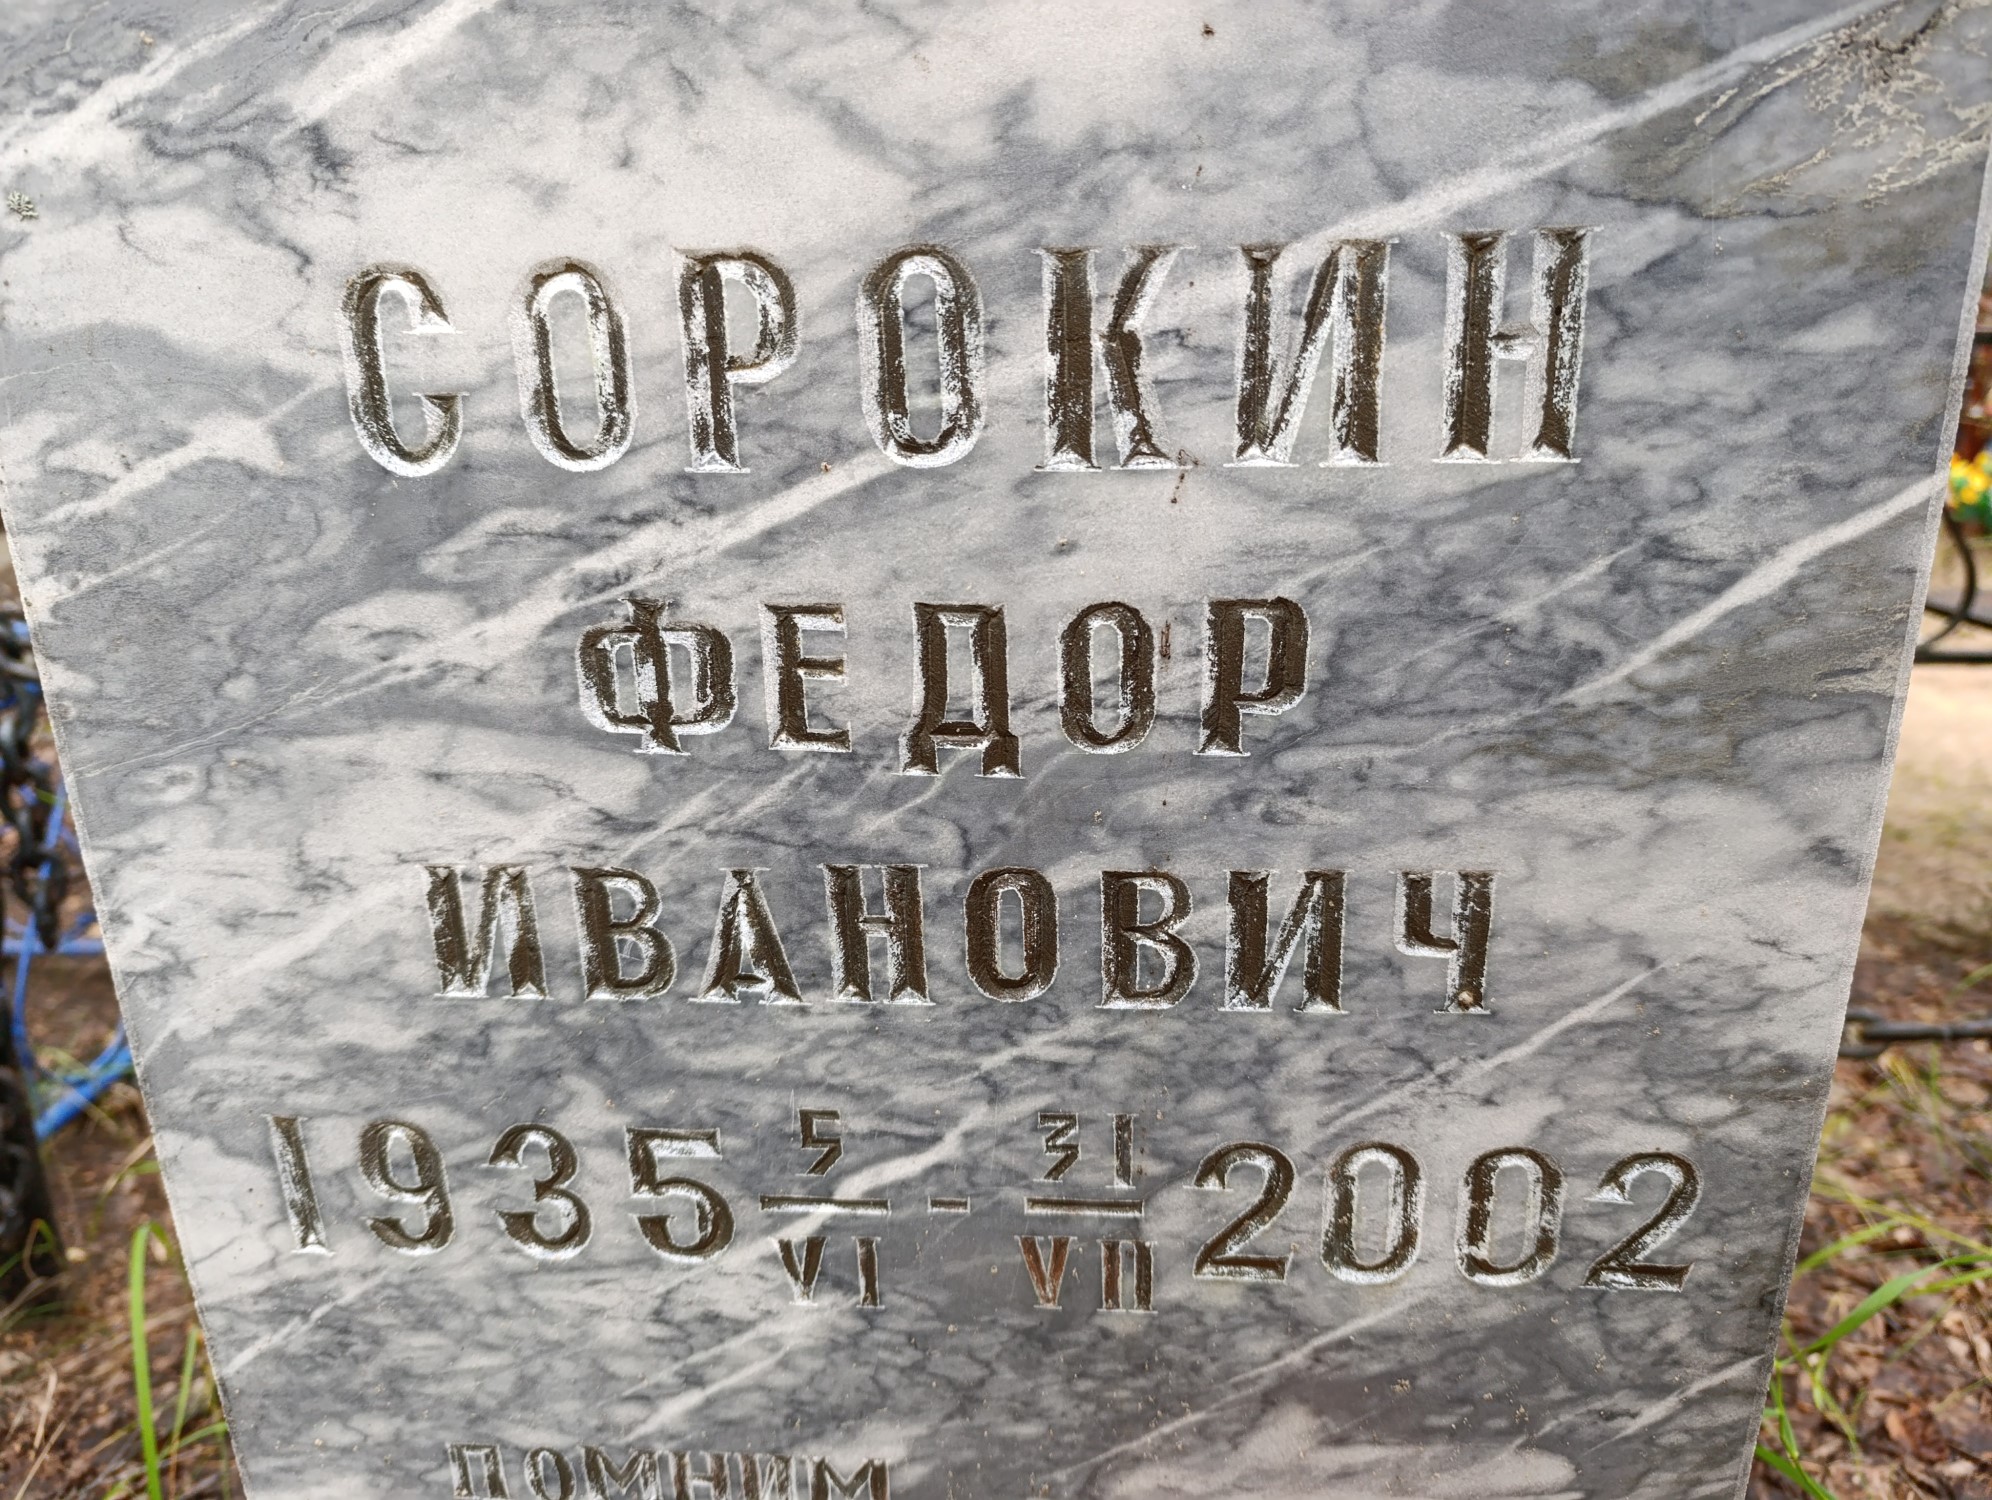 СОРОКИН
ФЕДОР
ИВАНОВИЧ
1935 5/VI - 31/VII 2002
ПОМНИМ